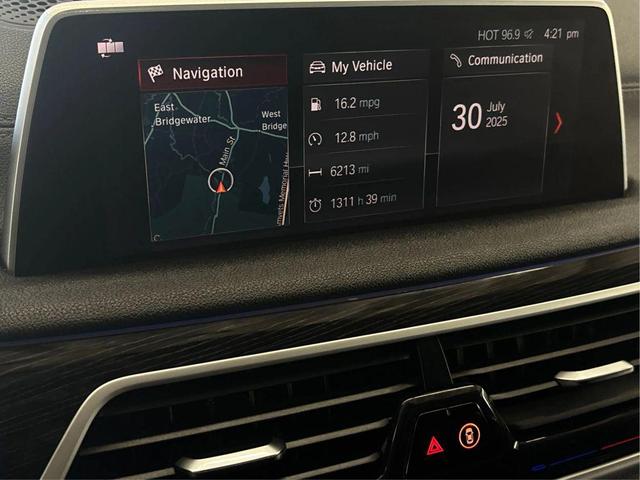 HOT 96.9 4:21 pm
Navigation
East
Bridgewater
West
Bridge
Main St
My Vehicle
16.2 mpg
12.8 mph
6213 mi
1311 h 39 min
Communication
30 July
2025